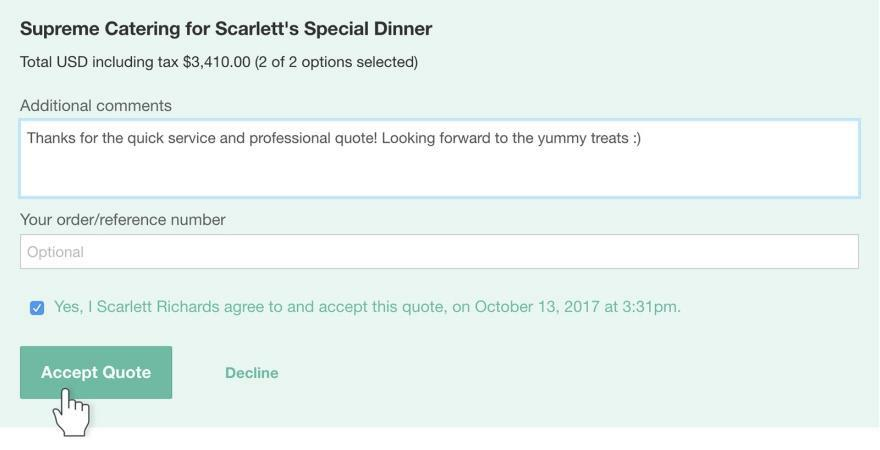 Supreme Catering for Scarlett's Special Dinner
Total USD including tax $3,410.00 (2 of 2 options selected)
Additional comments
Thanks for the quick service and professional quote! Looking forward to the yummy treats :)
Your order/reference number
Optional
Yes, I Scarlett Richards agree to and accept this quote, on October 13, 2017 at 3:31pm.
Accept Quote Decline